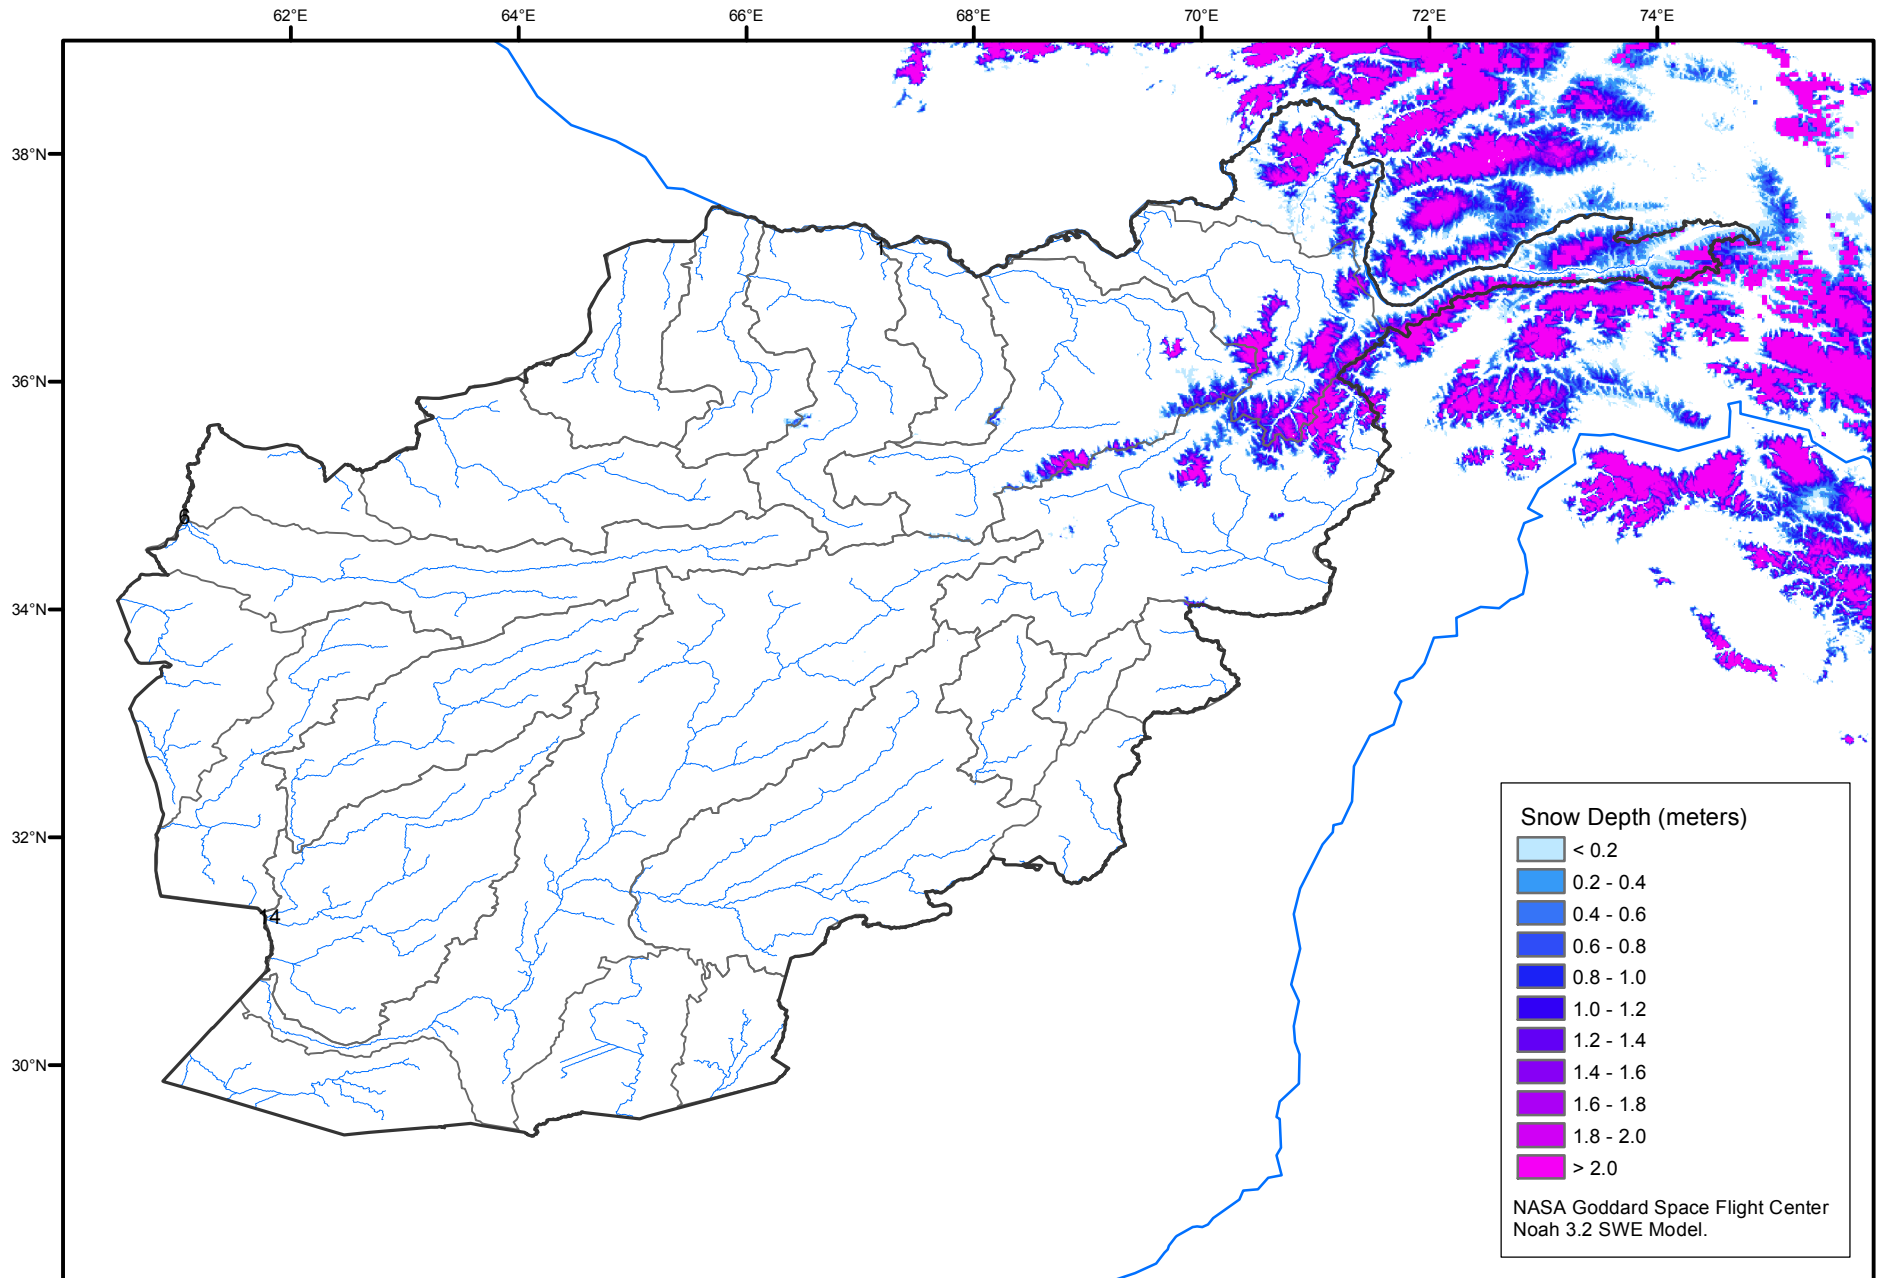 62°E 64°E 66°E 68°E 70°E 72°E 74°E
38°N
1
36°N
6
34°N
32°N
14
30°N
Snow Depth (meters)
< 0.2
0.2 - 0.4
0.4 - 0.6
0.6 - 0.8
0.8 - 1.0
1.0 - 1.2
1.2 - 1.4
1.4 - 1.6
1.6 - 1.8
1.8 - 2.0
> 2.0
NASA Goddard Space Flight Center
Noah 3.2 SWE Model.